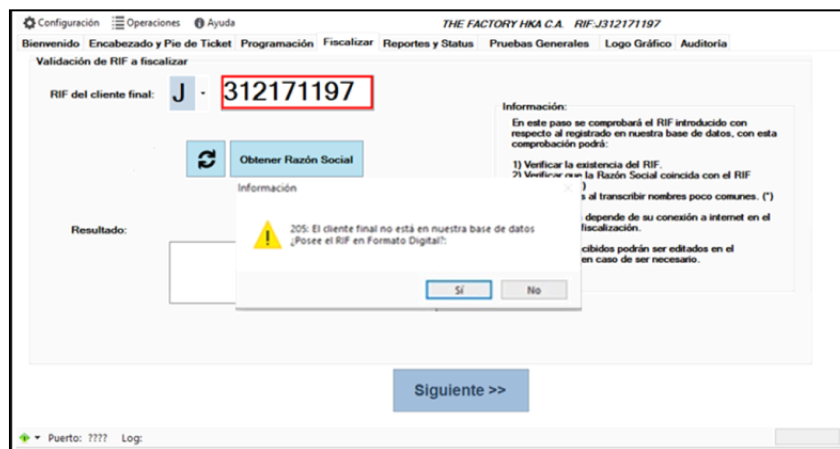 Configuración Operaciones Ayuda THE FACTORY HKA C.A. RIF:J312171197
Bienvenido Encabezado y Pie de Ticket Programación Fiscalizar Reportes y Status Pruebas Generales Logo Gráfico Auditoría
Validación de RIF a fiscalizar
RIF del cliente final: J - 312171197
Obtener Razón Social
Resultado:
Información:
En este paso se comprobará el RIF introducido con
respecto al registrado en nuestra base de datos, con esta
comprobación podrá:
1) Verificar la existencia del RIF.
2) Verificar que la Razón Social coincida con el RIF
)
s al transcribir nombres poco comunes. (*)
depende de su conexión a internet en el
fiscalización.
cibidos podrán ser editados en el
en caso de ser necesario.
Información
205: El cliente final no está en nuestra base de datos
¿Posee el RIF en Formato Digital?:
Sí No
Siguiente >>
Puerto: ???? Log: